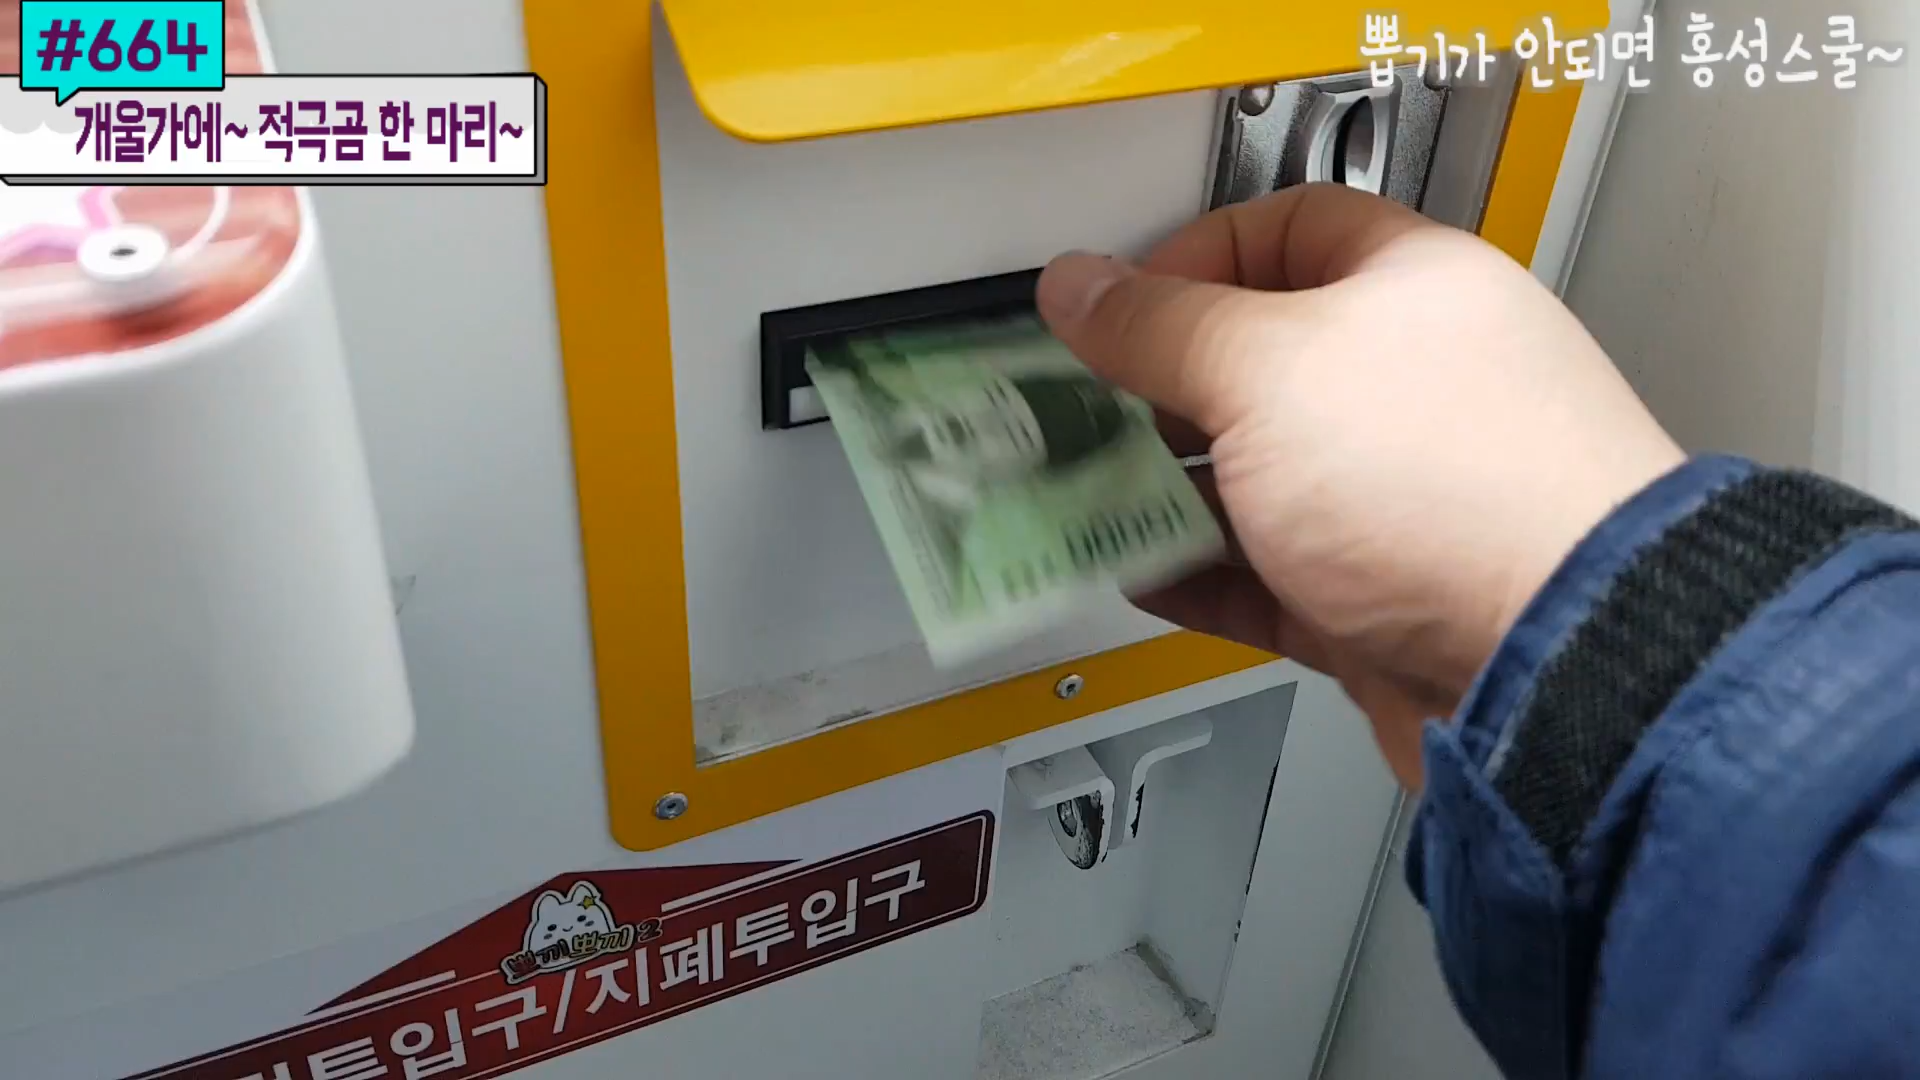 #664
개울가에~ 적극곰 한 마리~
뽑기가 안되면 홍성스쿨~
뽀끼뽀끼2
투입구/지폐투입구